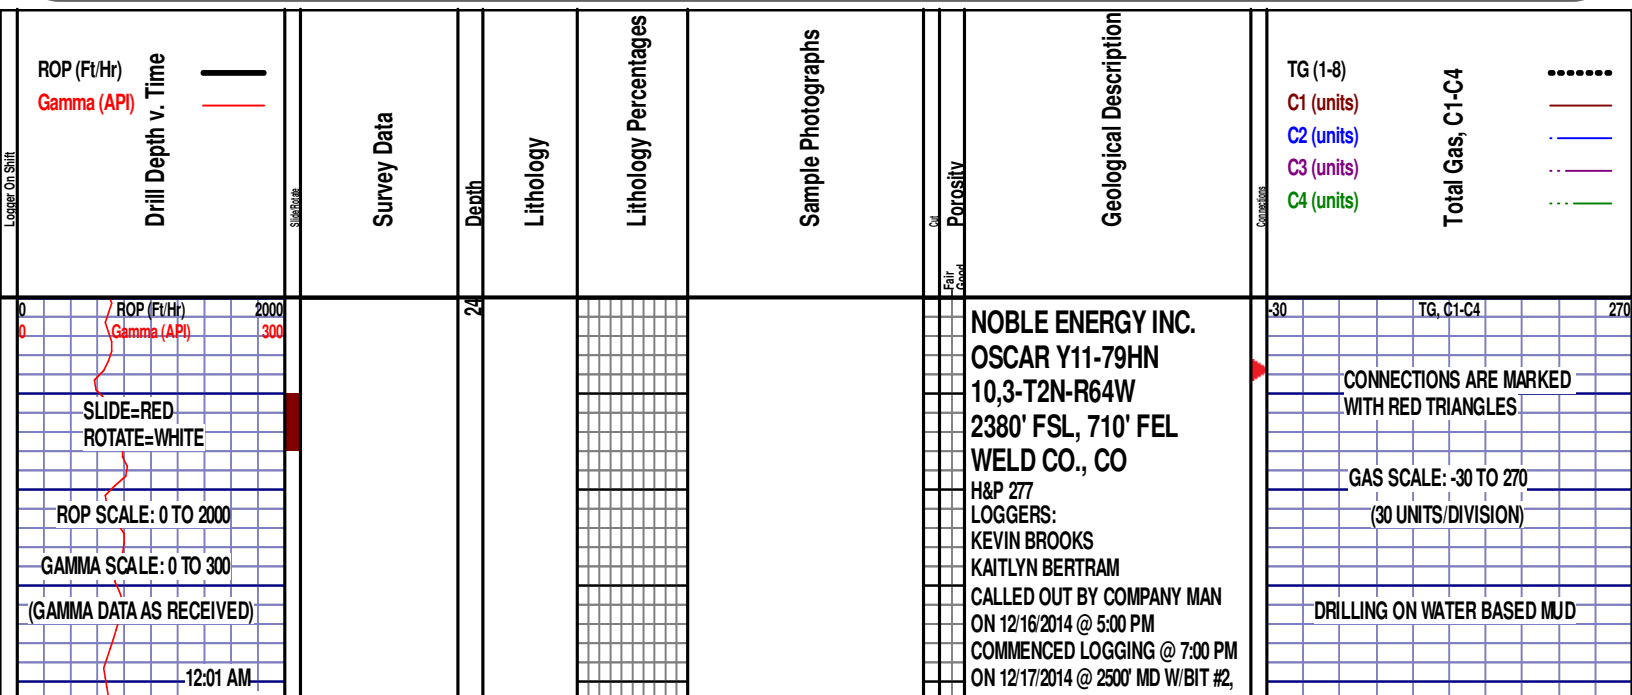 Logger On Shift
ROP (Ft/Hr)
Gamma (API)
Drill Depth v. Time
Slide/Rotate
Survey Data
Depth
Lithology
Lithology Percentages
Sample Photographs
Cut
Porosity
Fair
Good
Geological Description
Connections
TG (1-8)
C1 (units)
C2 (units)
C3 (units)
C4 (units)
Total Gas, C1-C4
0 ROP (Ft/Hr) 2000
0 Gamma (API) 300
SLIDE=RED
ROTATE=WHITE
ROP SCALE: 0 TO 2000
GAMMA SCALE: 0 TO 300
(GAMMA DATA AS RECEIVED)
12:01 AM
24
NOBLE ENERGY INC.
OSCAR Y11-79HN
10,3-T2N-R64W
2380' FSL, 710' FEL
WELD CO., CO
H&P 277
LOGGERS:
KEVIN BROOKS
KAITLYN BERTRAM
CALLED OUT BY COMPANY MAN
ON 12/16/2014 @ 5:00 PM
COMMENCED LOGGING @ 7:00 PM
ON 12/17/2014 @ 2500' MD W/BIT #2,
-30 TG, C1-C4 270
CONNECTIONS ARE MARKED
WITH RED TRIANGLES
GAS SCALE: -30 TO 270
(30 UNITS/DIVISION)
DRILLING ON WATER BASED MUD